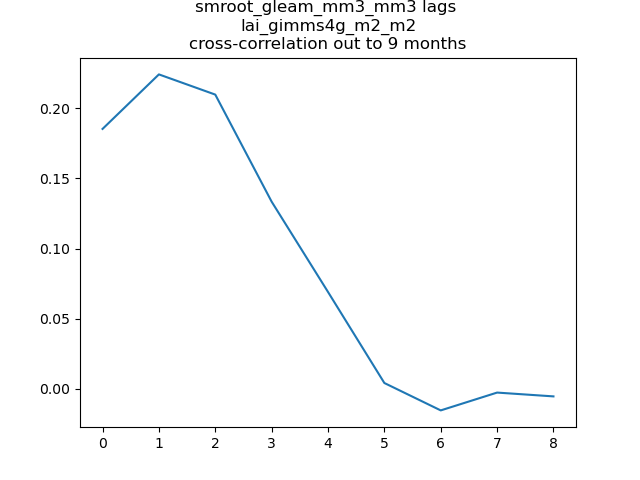 smroot_gleam_mm3_mm3 lags
lai_gimms4g_m2_m2
cross-correlation out to 9 months
0.20
0.15
0.10
0.05
0.00
0 1 2 3 4 5 6 7 8